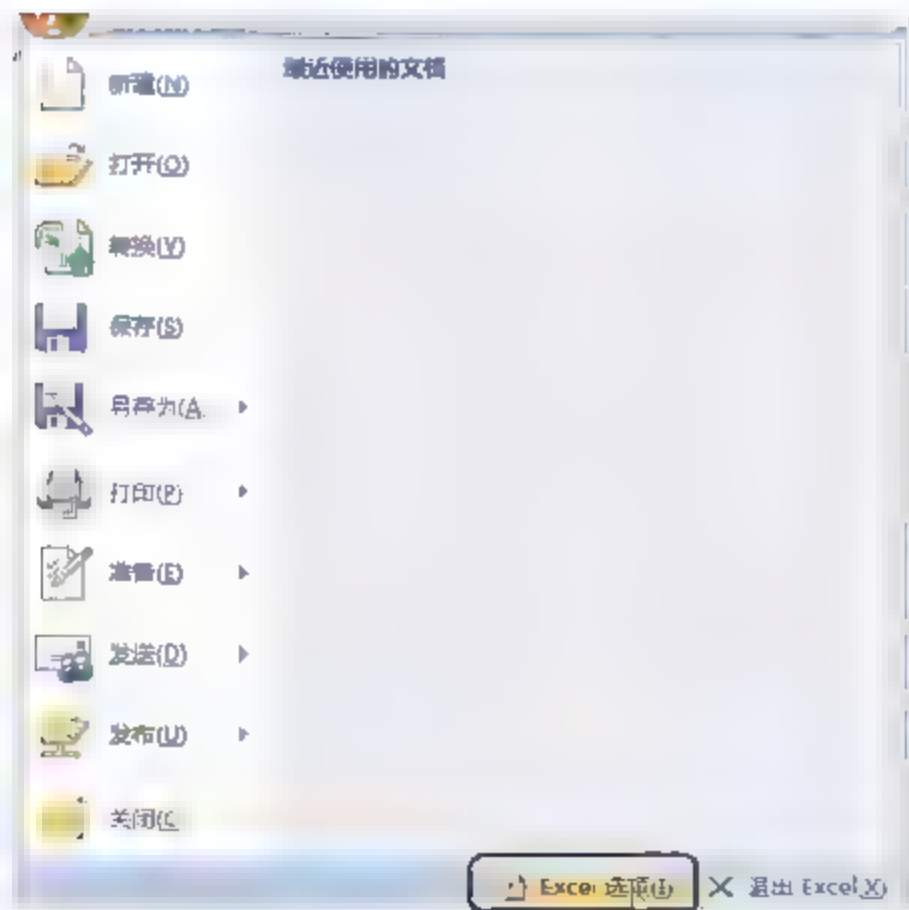 最近使用的文档
新建(N)
打开(O)
转换(V)
保存(S)
另存为(A
打印(P)
准备(E)
发送(D)
发布(U)
关闭(C
Excel 选项(I) 退出 Excel(X)